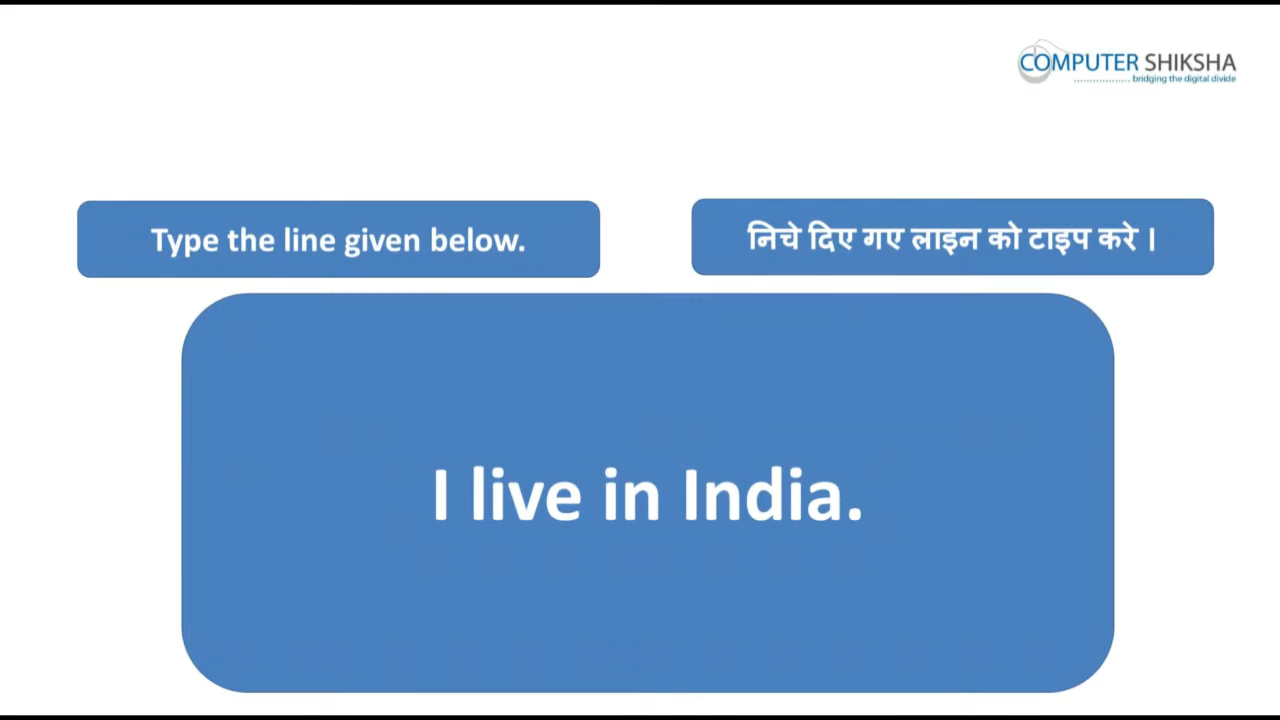 COMPUTER SHIKSHA
bridging the digital divide
Type the line given below.
निचे दिए गए लाइन को टाइप करे ।
I live in India.